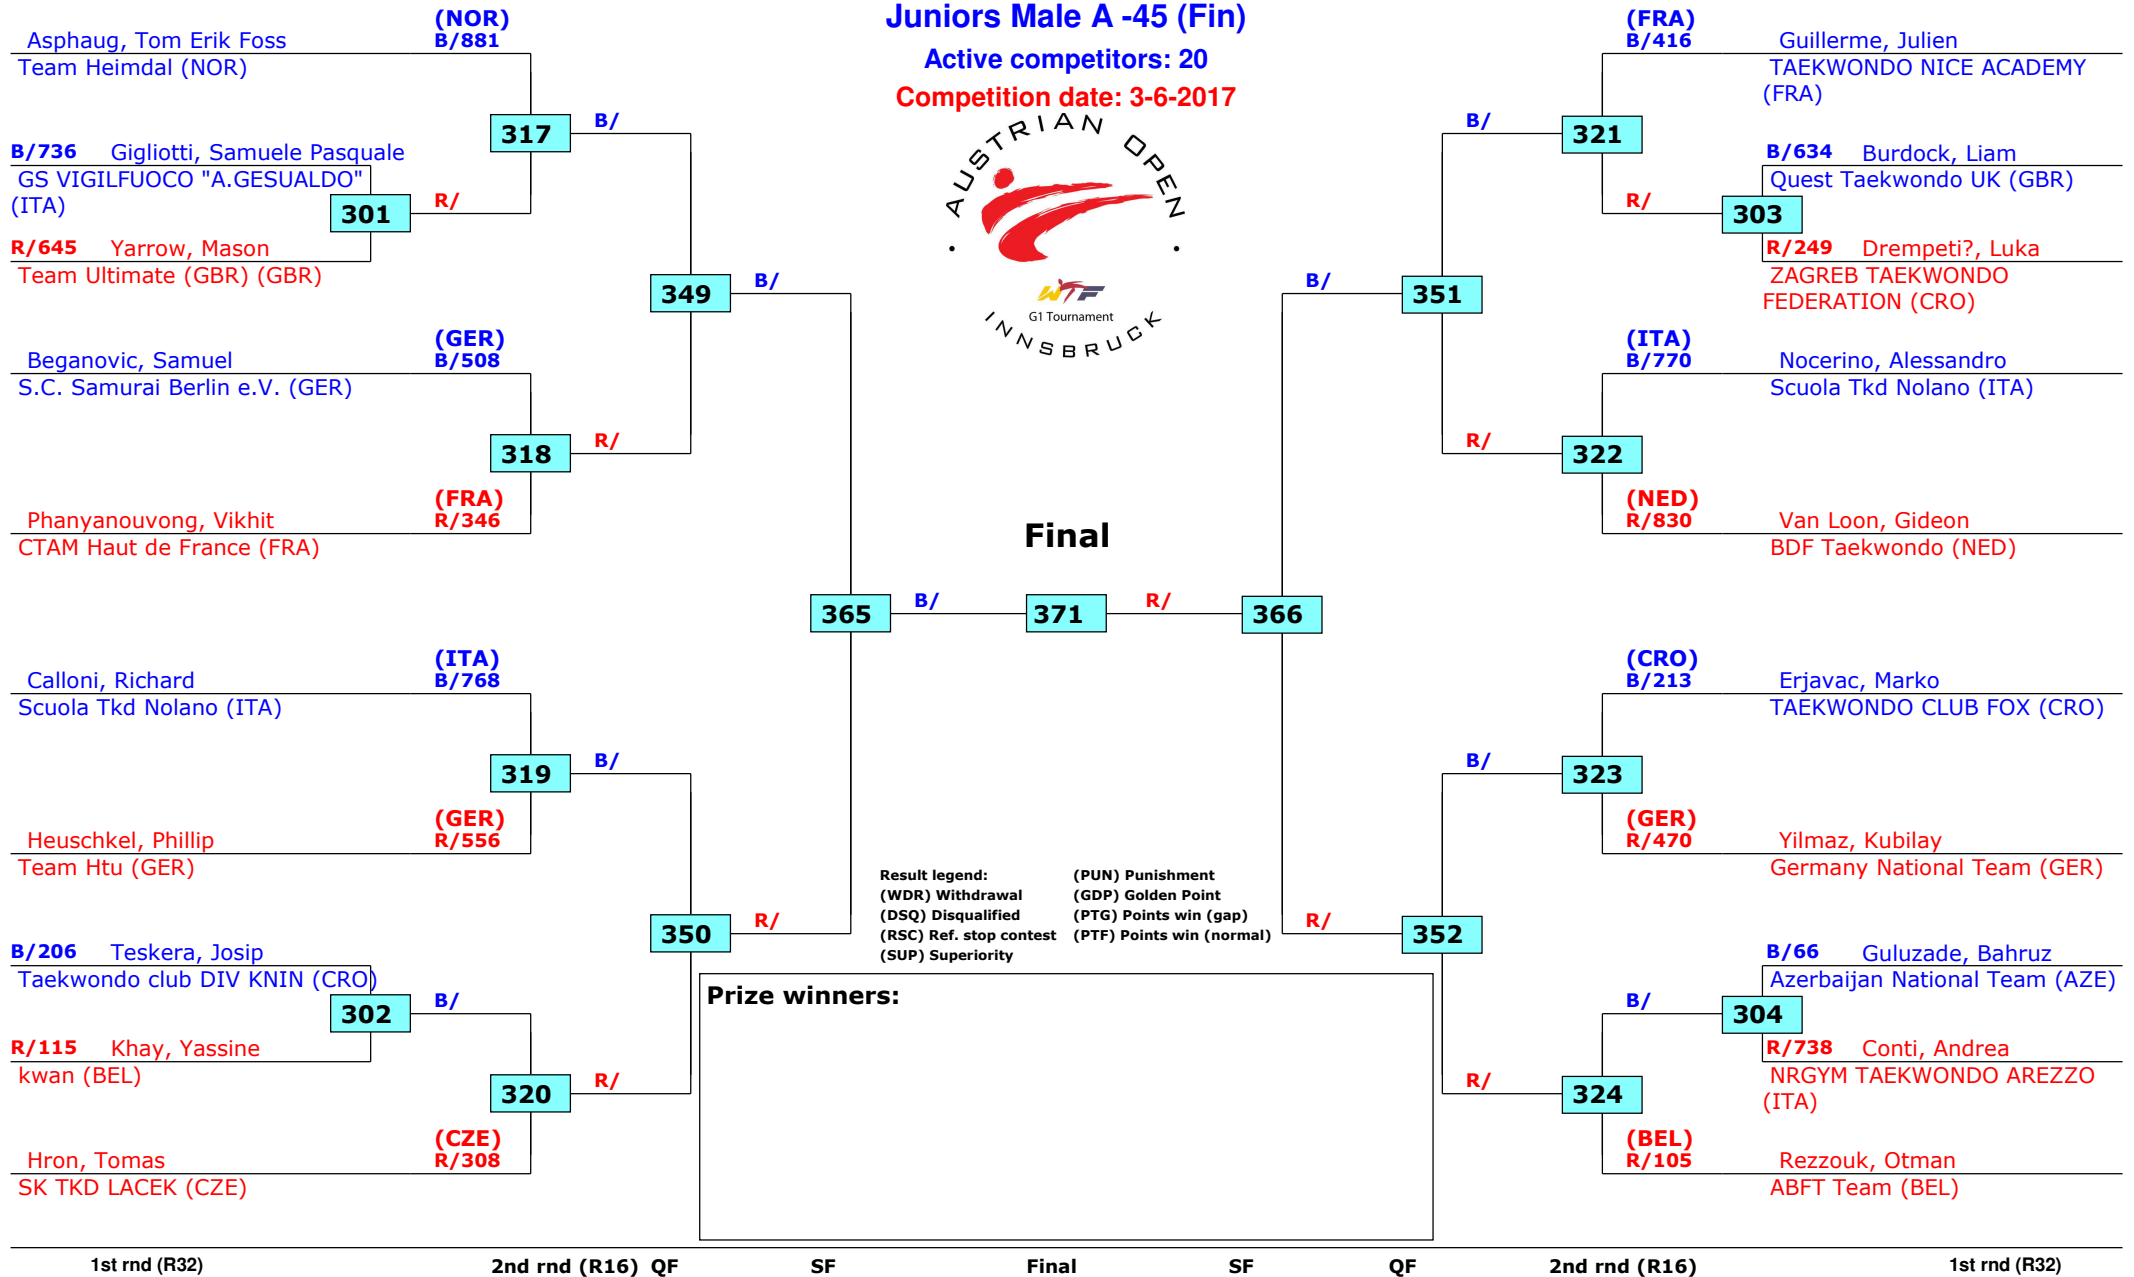 Juniors Male A -45 (Fin)
Active competitors: 20
Competition date: 3-6-2017
AUSTRIAN OPEN
WTF
G1 Tournament
INNSBRUCK
(NOR)
Asphaug, Tom Erik Foss B/881
Team Heimdal (NOR)
317 B/
B/736 Gigliotti, Samuele Pasquale
GS VIGILFUOCO "A.GESUALDO"
(ITA)
301 R/
R/645 Yarrow, Mason
Team Ultimate (GBR) (GBR)
349 B/
(GER)
Beganovic, Samuel B/508
S.C. Samurai Berlin e.V. (GER)
318 R/
(FRA)
Phanyanouvong, Vikhit R/346
CTAM Haut de France (FRA)
365 B/
(ITA)
Calloni, Richard B/768
Scuola Tkd Nolano (ITA)
319 B/
(GER)
Heuschkel, Phillip R/556
Team Htu (GER)
350 R/
B/206 Teskera, Josip
Taekwondo club DIV KNIN (CRO)
302 B/
R/115 Khay, Yassine
kwan (BEL)
320 R/
(CZE)
Hron, Tomas R/308
SK TKD LACEK (CZE)
Final
371
(FRA)
B/416 Guillerme, Julien
TAEKWONDO NICE ACADEMY
(FRA)
B/ 321
B/634 Burdock, Liam
Quest Taekwondo UK (GBR)
R/ 303
R/249 Drempeti?, Luka
ZAGREB TAEKWONDO
FEDERATION (CRO)
B/ 351
(ITA)
B/770 Nocerino, Alessandro
Scuola Tkd Nolano (ITA)
R/ 322
(NED)
R/830 Van Loon, Gideon
BDF Taekwondo (NED)
R/ 366
(CRO)
B/213 Erjavac, Marko
TAEKWONDO CLUB FOX (CRO)
B/ 323
(GER)
R/470 Yilmaz, Kubilay
Germany National Team (GER)
R/ 352
B/66 Guluzade, Bahruz
Azerbaijan National Team (AZE)
B/ 304
R/738 Conti, Andrea
NRGYM TAEKWONDO AREZZO
(ITA)
R/ 324
(BEL)
R/105 Rezzouk, Otman
ABFT Team (BEL)
Result legend: (PUN) Punishment
(WDR) Withdrawal (GDP) Golden Point
(DSQ) Disqualified (PTG) Points win (gap)
(RSC) Ref. stop contest (PTF) Points win (normal)
(SUP) Superiority
Prize winners:
1st rnd (R32) 2nd rnd (R16) QF SF Final SF QF 2nd rnd (R16) 1st rnd (R32)